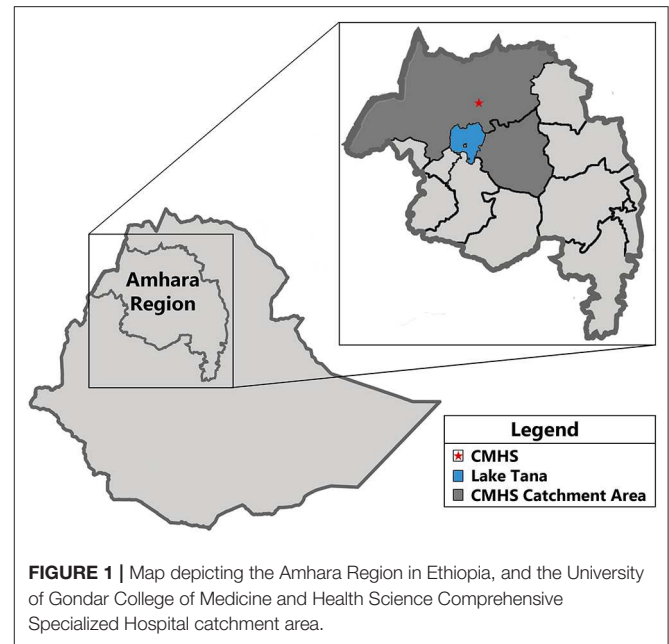 Amhara
Region
Legend
CMHS
Lake Tana
CMHS Catchment Area
FIGURE 1 | Map depicting the Amhara Region in Ethiopia, and the University
of Gondar College of Medicine and Health Science Comprehensive
Specialized Hospital catchment area.